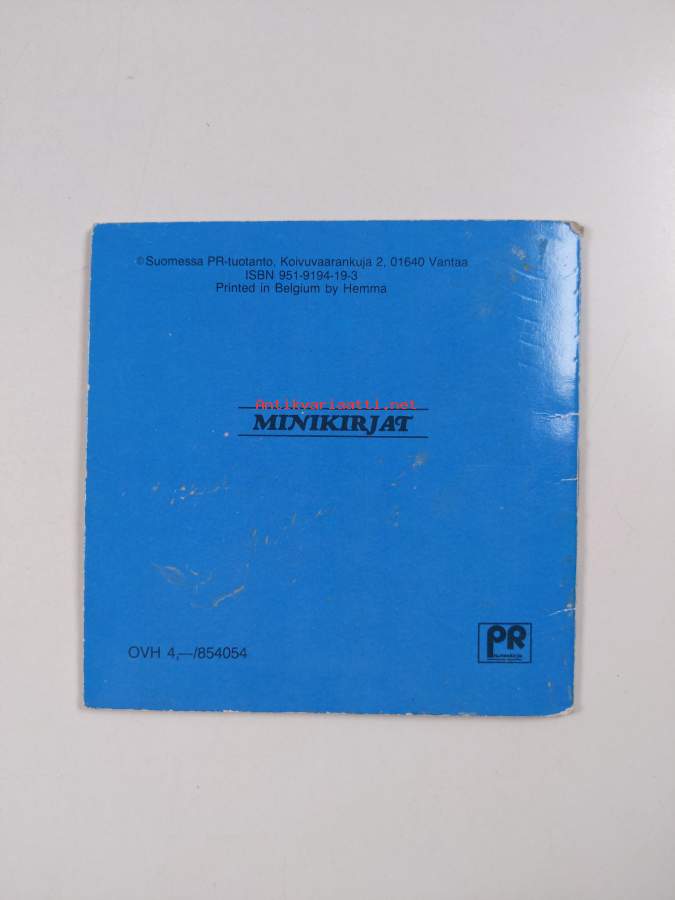 © Suomessa PR-tuotanto, Koivuvaarankuja 2, 01640 Vantaa
ISBN 951-9194-19-3
Printed in Belgium by Hemma
Antikvariaatti.net
MINIKIRJAT
OVH 4,—/854054
PR